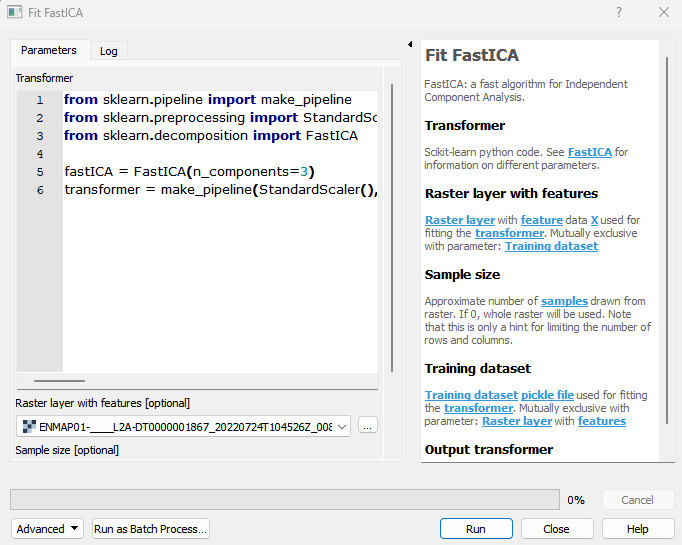 Fit FastICA
?
Parameters
Log
Transformer
1 from sklearn.pipeline import make_pipeline
2 from sklearn.preprocessing import StandardSc
3 from sklearn.decomposition import FastICA
4
5 fastICA = FastICA(n_components=3)
6 transformer = make_pipeline(StandardScaler(),
Raster layer with features [optional]
ENMAP01-____L2A-DT0000001867_20220724T104526Z_008
...
Sample size [optional]
Fit FastICA
FastICA: a fast algorithm for Independent
Component Analysis.
Transformer
Scikit-learn python code. See FastICA for
information on different parameters.
Raster layer with features
Raster layer with feature data X used for
fitting the transformer. Mutually exclusive
with parameter: Training dataset
Sample size
Approximate number of samples drawn from
raster. If 0, whole raster will be used. Note
that this is only a hint for limiting the number of
rows and columns.
Training dataset
Training dataset pickle file used for fitting
the transformer. Mutually exclusive with
parameter: Raster layer with features
Output transformer
0%
Cancel
Advanced
Run as Batch Process...
Run
Close
Help